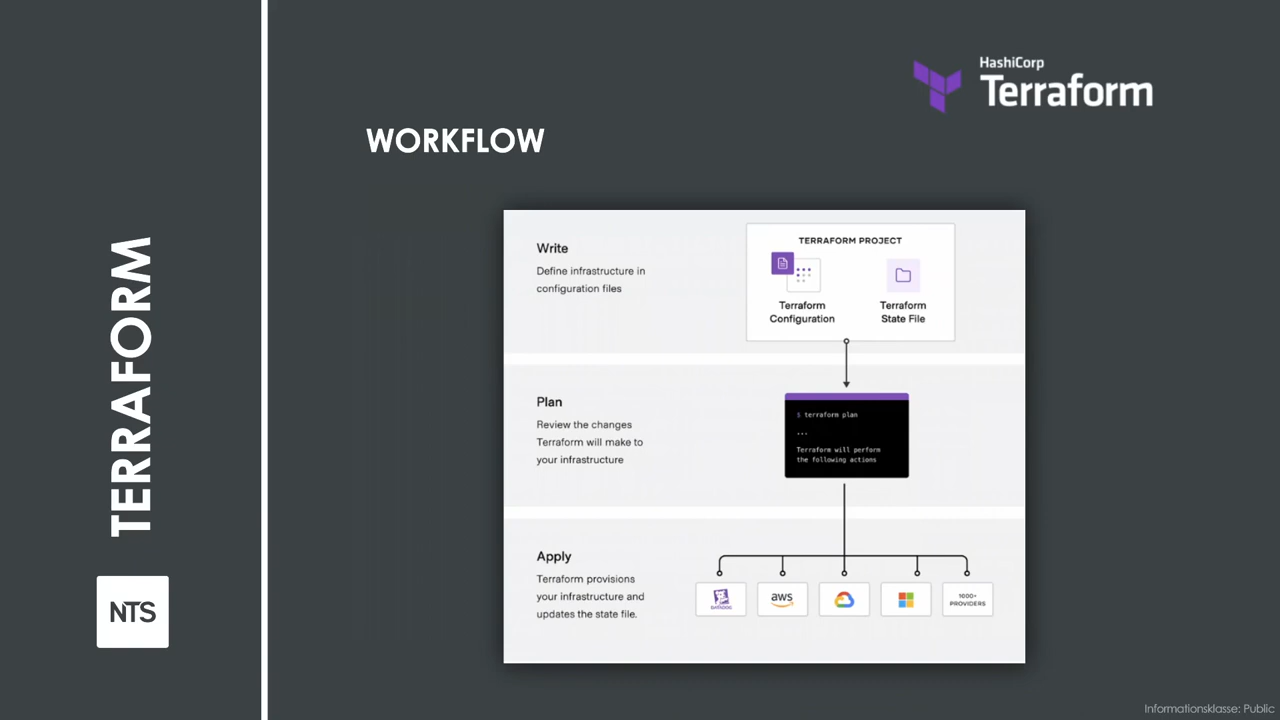 HashiCorp
Terraform
WORKFLOW
TERRAFORM
NTS
Write
Define infrastructure in
configuration files
TERRAFORM PROJECT
Terraform
Configuration
Terraform
State File
Plan
Review the changes
Terraform will make to
your infrastructure
$ terraform plan
...
Terraform will perform
the following actions
Apply
Terraform provisions
your infrastructure and
updates the state file.
DATADOG
aws
1000+
PROVIDERS
Informationsklasse: Public